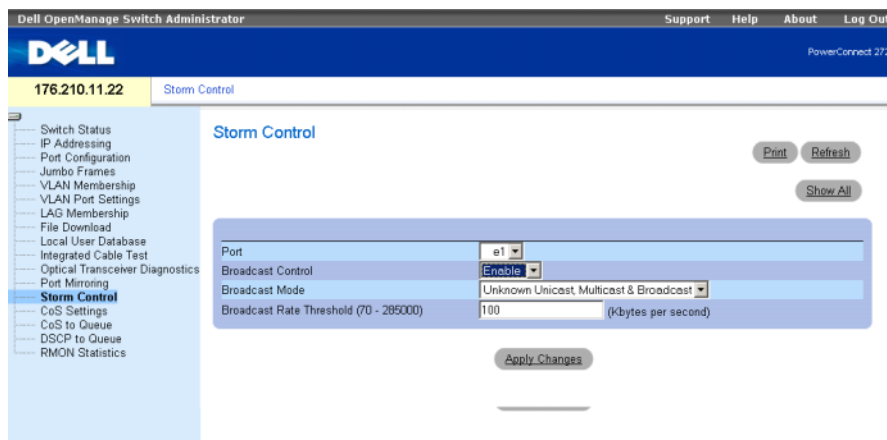 Dell OpenManage Switch Administrator
Support Help About Log Out
DELL
PowerConnect 272
176.210.11.22
Storm Control
Switch Status
IP Addressing
Port Configuration
Jumbo Frames
VLAN Membership
VLAN Port Settings
LAG Membership
File Download
Local User Database
Integrated Cable Test
Optical Transceiver Diagnostics
Port Mirroring
Storm Control
CoS Settings
CoS to Queue
DSCP to Queue
RMON Statistics
Storm Control
Print Refresh
Show All
Port e1
Broadcast Control Enable
Broadcast Mode Unknown Unicast, Multicast & Broadcast
Broadcast Rate Threshold (70 - 285000) 100 (Kbytes per second)
Apply Changes